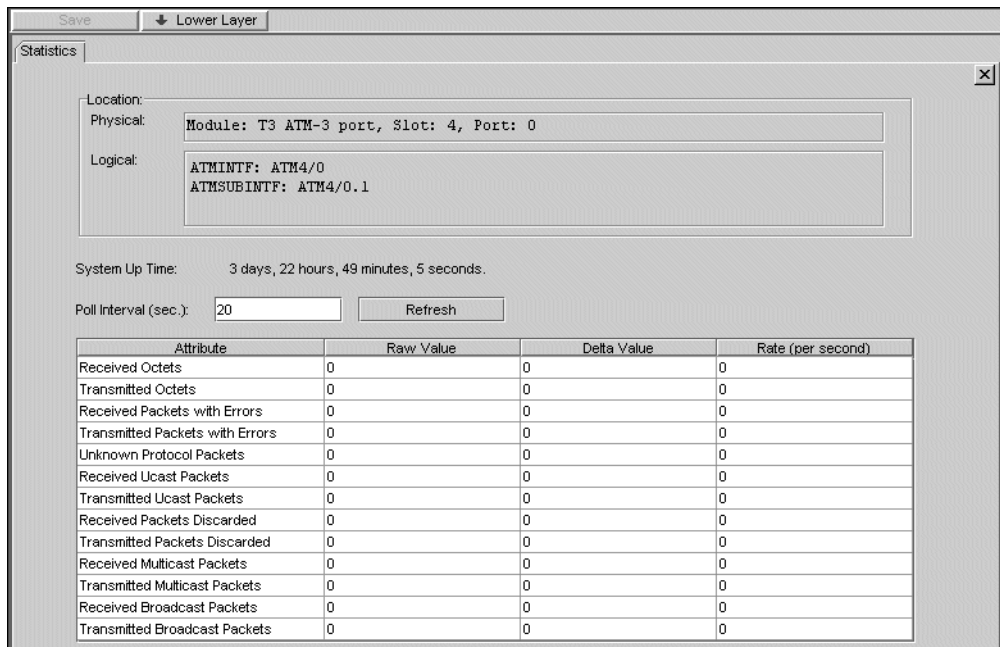 Save Lower Layer
Statistics
Location:
Physical: Module: T3 ATM-3 port, Slot: 4, Port: 0
Logical: ATMINTF: ATM4/0
ATMSUBINTF: ATM4/0.1
System Up Time: 3 days, 22 hours, 49 minutes, 5 seconds.
Poll Interval (sec.): 20 Refresh
Attribute Raw Value Delta Value Rate (per second)
Received Octets 0 0 0
Transmitted Octets 0 0 0
Received Packets with Errors 0 0 0
Transmitted Packets with Errors 0 0 0
Unknown Protocol Packets 0 0 0
Received Ucast Packets 0 0 0
Transmitted Ucast Packets 0 0 0
Received Packets Discarded 0 0 0
Transmitted Packets Discarded 0 0 0
Received Multicast Packets 0 0 0
Transmitted Multicast Packets 0 0 0
Received Broadcast Packets 0 0 0
Transmitted Broadcast Packets 0 0 0